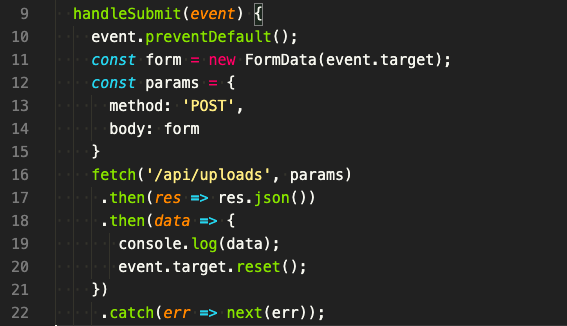 9 handleSubmit(event) {
10 event.preventDefault();
11 const form = new FormData(event.target);
12 const params = {
13 method: 'POST',
14 body: form
15 }
16 fetch('/api/uploads', params)
17 .then(res => res.json())
18 .then(data => {
19 console.log(data);
20 event.target.reset();
21 })
22 .catch(err => next(err));